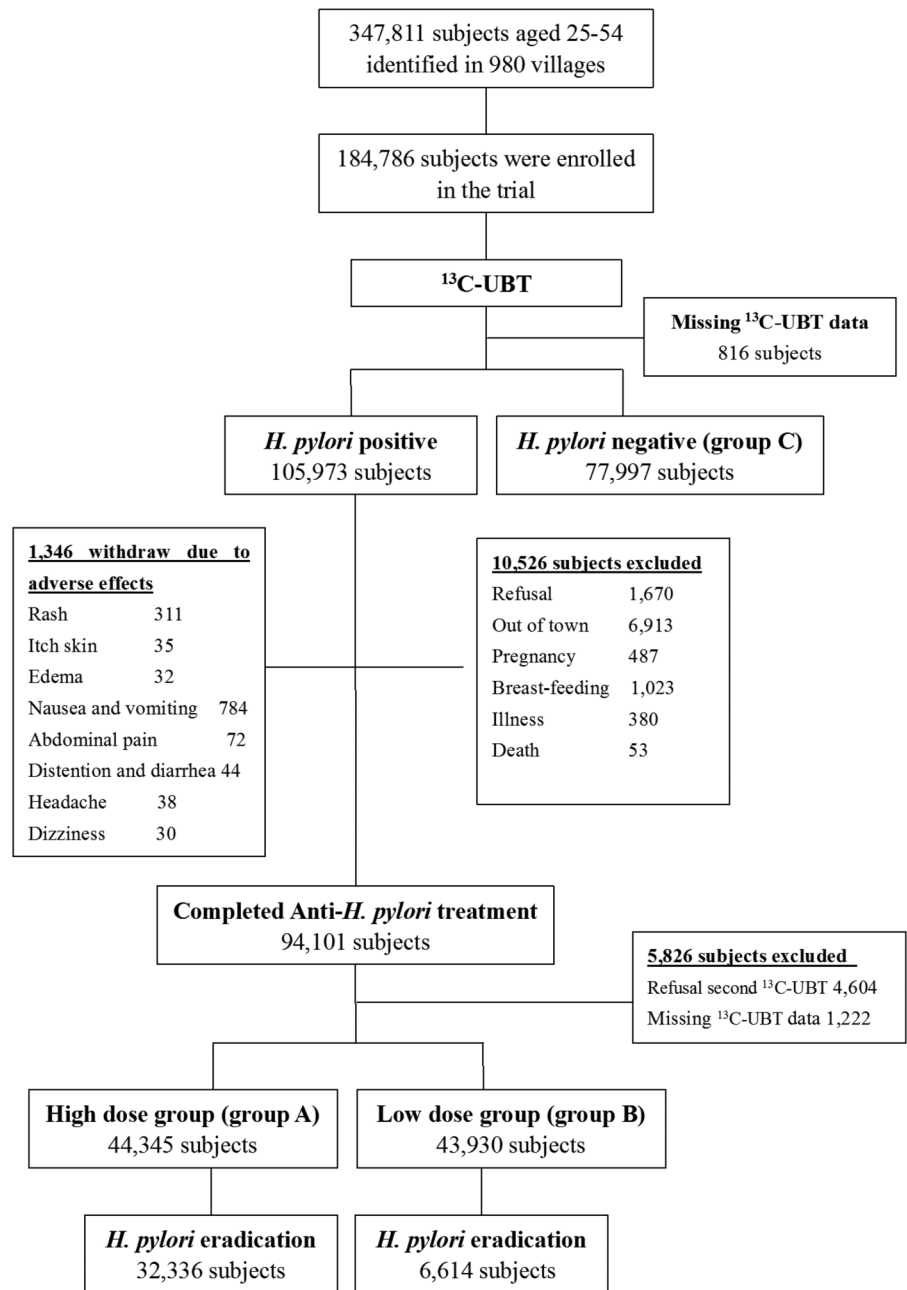 347,811 subjects aged 25-54
identified in 980 villages
184,786 subjects were enrolled
in the trial
¹³C-UBT
Missing ¹³C-UBT data
816 subjects
H. pylori positive
105,973 subjects
H. pylori negative (group C)
77,997 subjects
1,346 withdraw due to
adverse effects
Rash 311
Itch skin 35
Edema 32
Nausea and vomiting 784
Abdominal pain 72
Distention and diarrhea 44
Headache 38
Dizziness 30
10,526 subjects excluded
Refusal 1,670
Out of town 6,913
Pregnancy 487
Breast-feeding 1,023
Illness 380
Death 53
Completed Anti-H. pylori treatment
94,101 subjects
5,826 subjects excluded
Refusal second ¹³C-UBT 4,604
Missing ¹³C-UBT data 1,222
High dose group (group A)
44,345 subjects
Low dose group (group B)
43,930 subjects
H. pylori eradication
32,336 subjects
H. pylori eradication
6,614 subjects